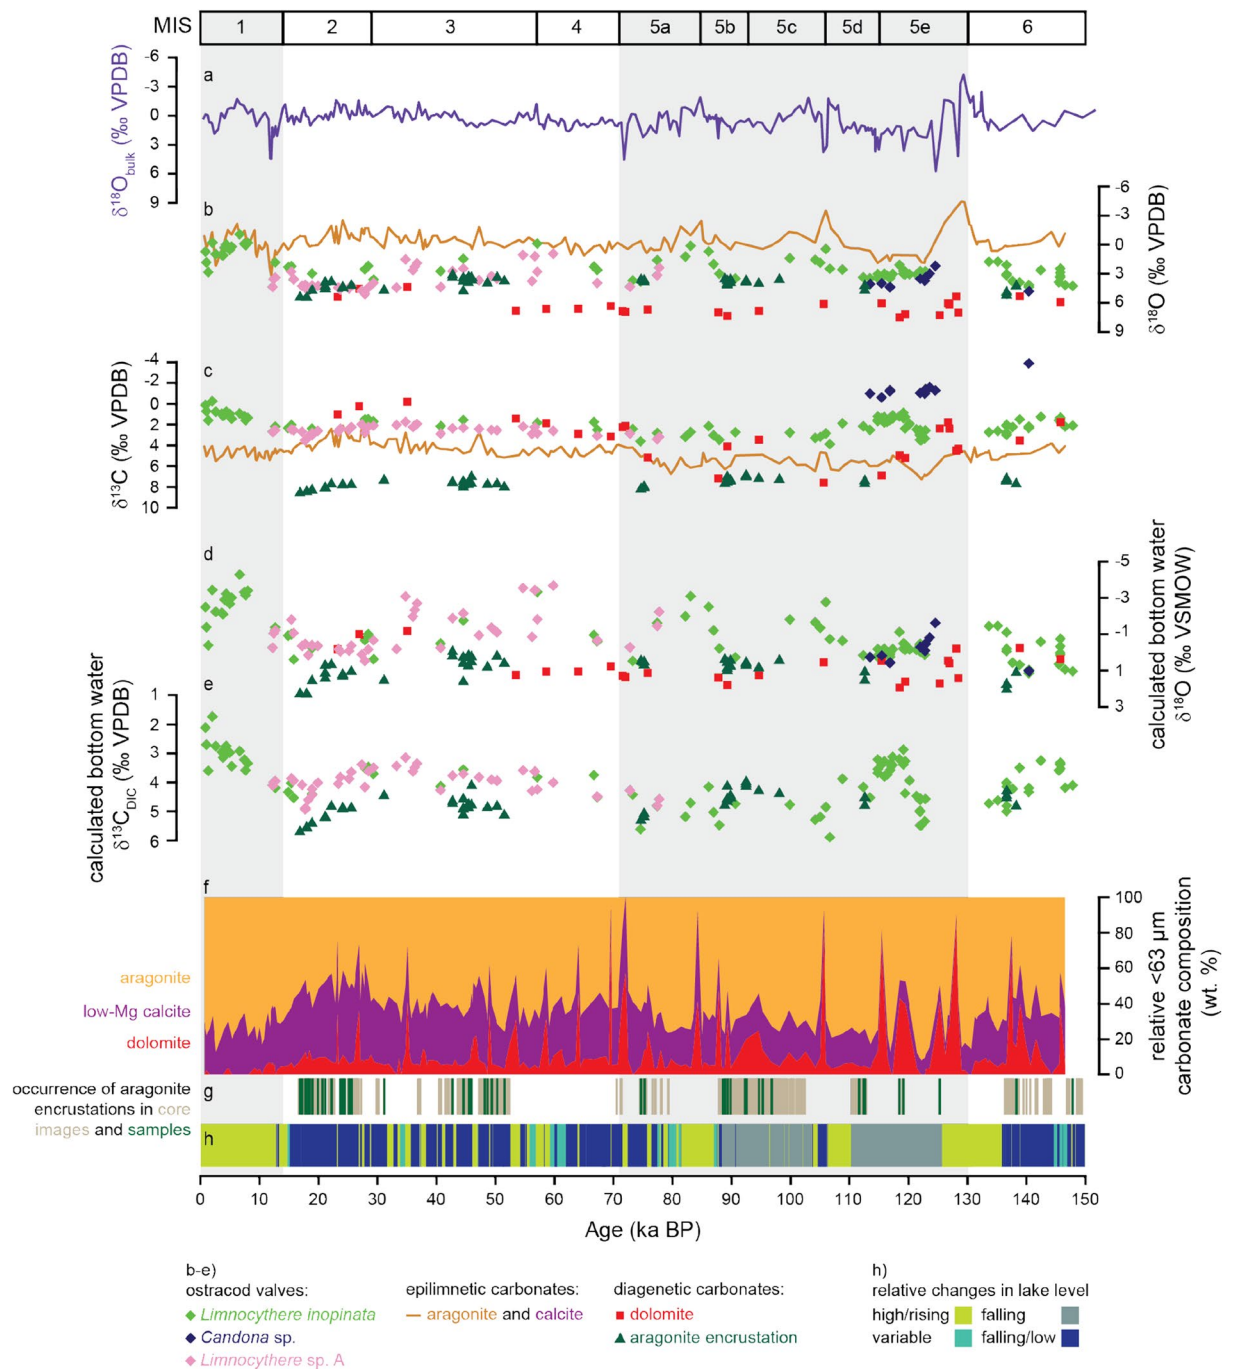 MIS 1 2 3 4 5a 5b 5c 5d 5e 6
a
δ18Obulk (‰ VPDB)
-6
-3
0
3
6
9
b
-6
-3
0
3
6
9
δ18O (‰ VPDB)
c
δ13C (‰ VPDB)
-4
-2
0
2
4
6
8
10
d
-5
-3
-1
1
3
calculated bottom water
δ18O (‰ VSMOW)
e
calculated bottom water
δ13CDIC (‰ VPDB)
1
2
3
4
5
6
f
aragonite
low-Mg calcite
dolomite
100
80
60
40
20
0
relative <63 µm
carbonate composition
(wt. %)
occurrence of aragonite
encrustations in core
images and samples
g
h
0 10 20 30 40 50 60 70 80 90 100 110 120 130 140 150
Age (ka BP)
b-e)
ostracod valves:
Limnocythere inopinata
Candona sp.
Limnocythere sp. A
epilimnetic carbonates:
aragonite and calcite
diagenetic carbonates:
dolomite
aragonite encrustation
h)
relative changes in lake level
high/rising falling
variable falling/low